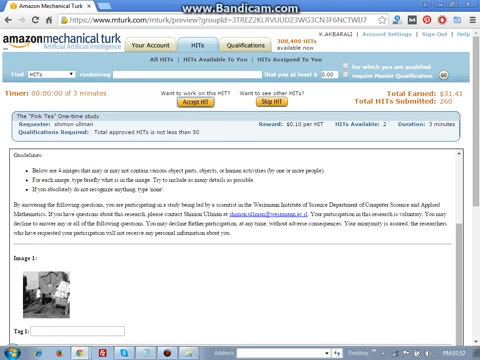 www.Bandicam.com
Amazon Mechanical Turk
https://www.mturk.com/mturk/preview?groupId=3TREZ2KLRVUUD23WG3CN3F6NCTWIJ7
amazon mechanical turk
Artificial Artificial Intelligence
Your Account
HITs
Qualifications
308,400 HITs
available now
K.AKBARALI
Account Settings
Sign Out
Help
All HITs
HITs Available To You
HITs Assigned To You
Find
HITs
containing
that pay at least $
0.00
for which you are qualified
require Master Qualification
GO
Timer: 00:00:00 of 3 minutes
Want to work on this HIT?
Accept HIT
Want to see other HITs?
Skip HIT
Total Earned: $31.41
Total HITs Submitted: 260
The "Pink Tea" One-time study
Requester: shimon ullman
Reward: $0.10 per HIT
HITs Available: 2
Duration: 3 minutes
Qualifications Required: Total approved HITs is not less than 50
Guidelines:
Below are 4 images that may or may not contain various object parts, objects, or human activities (by one or more people).
For each image, type briefly what is in the image. Try to include as many details as possible.
If you absolutely do not recognize anything, type 'none'.
By answering the following questions, you are participating in a study being led by a scientist in the Weizmann Institute of Science Department of Computer Science and Applied
Mathematics. If you have questions about this research, please contact Shimon Ullman at shimon.ullman@weizmann.ac.il. Your participation in this research is voluntary. You may
decline to answer any or all of the following questions. You may decline further participation, at any time, without adverse consequences. Your anonymity is assured; the researchers
who have requested your participation will not receive any personal information about you.
Image 1:
Tag 1:
Address
Desktop
07:57